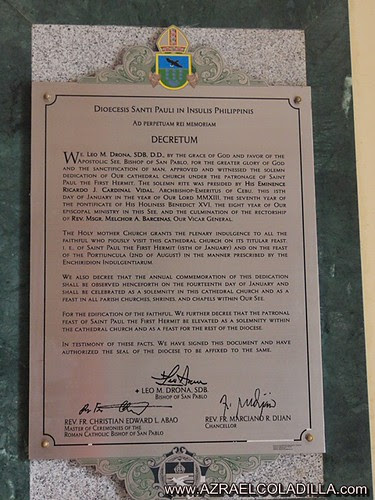 Dioecesis Santi Pauli in Insulis Philippinis
Ad perpetuam rei memoriam
DECRETUM
WE, LEO M. DRONA, SDB, D.D., BY THE GRACE OF GOD AND FAVOR OF THE
APOSTOLIC SEE, BISHOP OF SAN PABLO, FOR THE GREATER GLORY OF GOD
AND THE SANCTIFICATION OF MAN, APPROVED AND WITNESSED THE SOLEMN
DEDICATION OF OUR CATHEDRAL CHURCH UNDER THE PATRONAGE OF SAINT
PAUL THE FIRST HERMIT. THE SOLEMN RITE WAS PRESIDED BY HIS EMINENCE
RICARDO J. CARDINAL VIDAL, ARCHBISHOP-EMERITUS OF CEBU, THIS 15TH
DAY OF JANUARY IN THE YEAR OF OUR LORD MMXIII, THE SEVENTH YEAR OF
THE PONTIFICATE OF HIS HOLINESS BENEDICT XVI, THE EIGHT YEAR OF OUR
EPISCOPAL MINISTRY IN THIS SEE, AND THE CULMINATION OF THE RECTORSHIP
OF REV. MSGR. MELCHOR A. BARCENAS, OUR VICAR GENERAL.
THE HOLY MOTHER CHURCH GRANTS THE PLENARY INDULGENCE TO ALL THE
FAITHFUL WHO PIOUSLY VISIT THIS CATHEDRAL CHURCH ON ITS TITULAR FEAST,
I. E., OF SAINT PAUL THE FIRST HERMIT (15TH OF JANUARY) AND ON THE FEAST
OF THE PORTIUNCULA (2ND OF AUGUST) IN THE MANNER PRESCRIBED BY THE
ENCHIRIDION INDULGENTIARUM.
WE ALSO DECREE THAT THE ANNUAL COMMEMORATION OF THIS DEDICATION
SHALL BE OBSERVED HENCEFORTH ON THE FOURTEENTH DAY OF JANUARY AND
SHALL BE CELEBRATED AS A SOLEMNITY IN THIS CATHEDRAL CHURCH AND AS A
FEAST IN ALL PARISH CHURCHES, SHRINES, AND CHAPELS WITHIN OUR SEE.
FOR THE EDIFICATION OF THE FAITHFUL, WE FURTHER DECREE THAT THE PATRONAL
FEAST OF SAINT PAUL THE FIRST HERMIT BE ELEVATED AS A SOLEMNITY WITHIN
THE CATHEDRAL CHURCH AND AS A FEAST FOR THE REST OF THE DIOCESE.
IN TESTIMONY OF THESE FACTS, WE HAVE SIGNED THIS DOCUMENT AND HAVE
AUTHORIZED THE SEAL OF THE DIOCESE TO BE AFFIXED TO THE SAME.
+ LEO M. DRONA, SDB
BISHOP OF SAN PABLO
REV. FR. CHRISTIAN EDWARD L. ABAO
MASTER OF CEREMONIES OF THE
ROMAN CATHOLIC BISHOP OF SAN PABLO
REV. FR. MARCIANO R. DIJAN
CHANCELLOR
www.AZRAELCOLADILLA.com